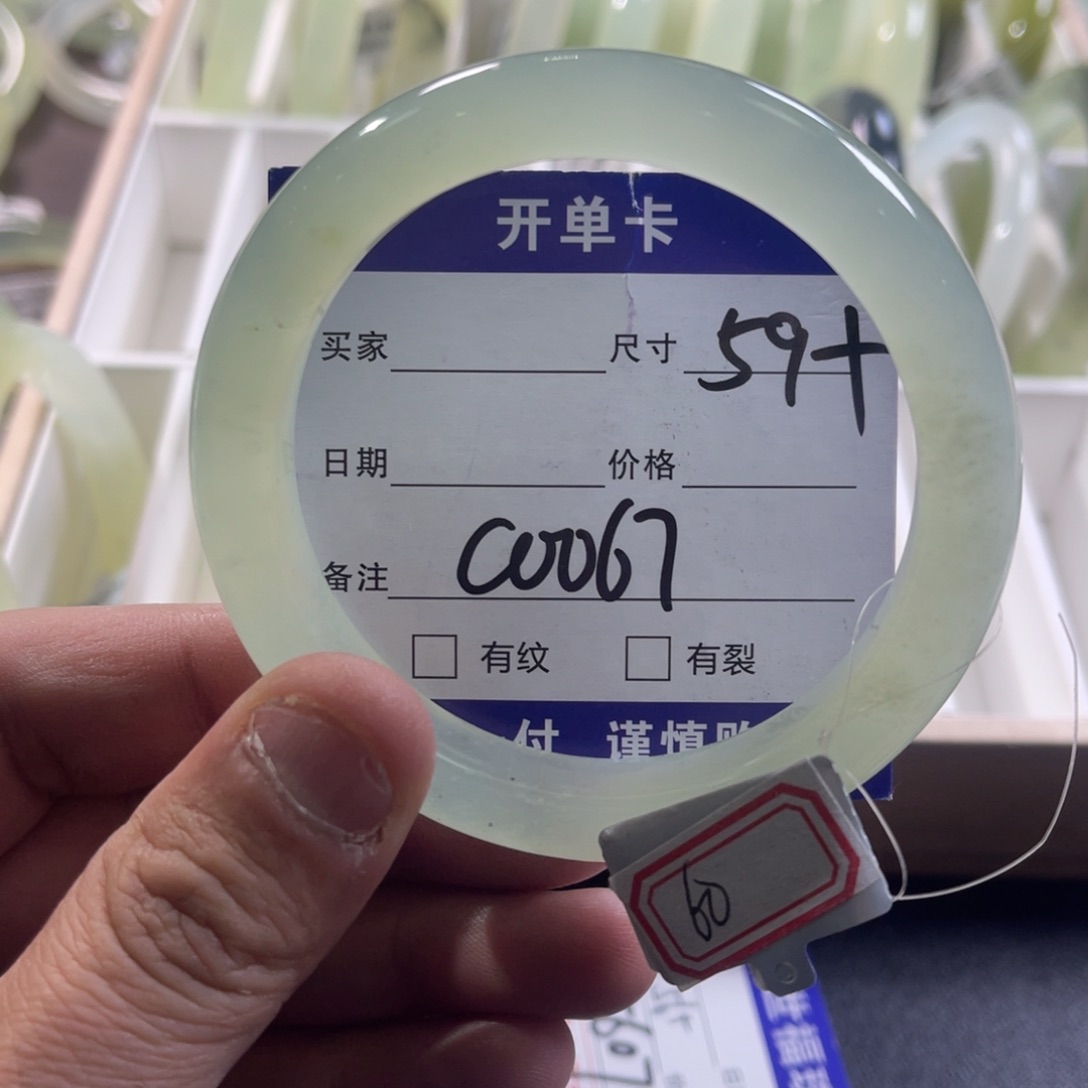 开单卡
买家 尺寸 59+
日期 价格
备注 C0067
有纹 有裂
付 谨慎
60